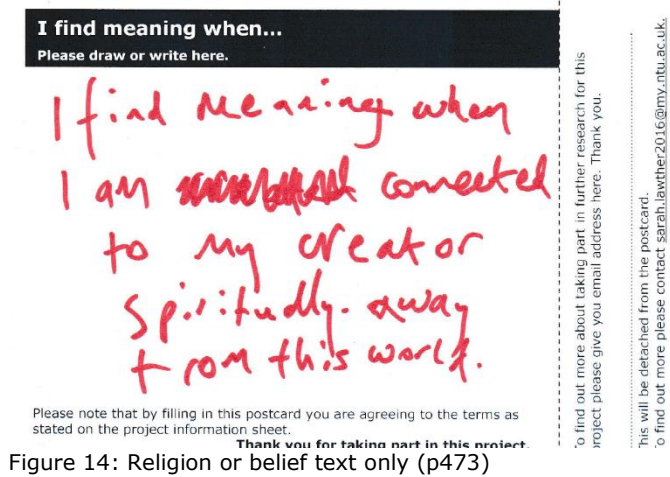 I find meaning when...
Please draw or write here.
I find meaning when
I am connected
to my creator
spiritually. away
from this world.
Please note that by filling in this postcard you are agreeing to the terms as
stated on the project information sheet.
Thank you for taking part in this project.
To find out more about taking part in further research for this
project please give you email address here. Thank you.
This will be detached from the postcard.
To find out more please contact sarah.lawther2016@my.ntu.ac.uk.
Figure 14: Religion or belief text only (p473)